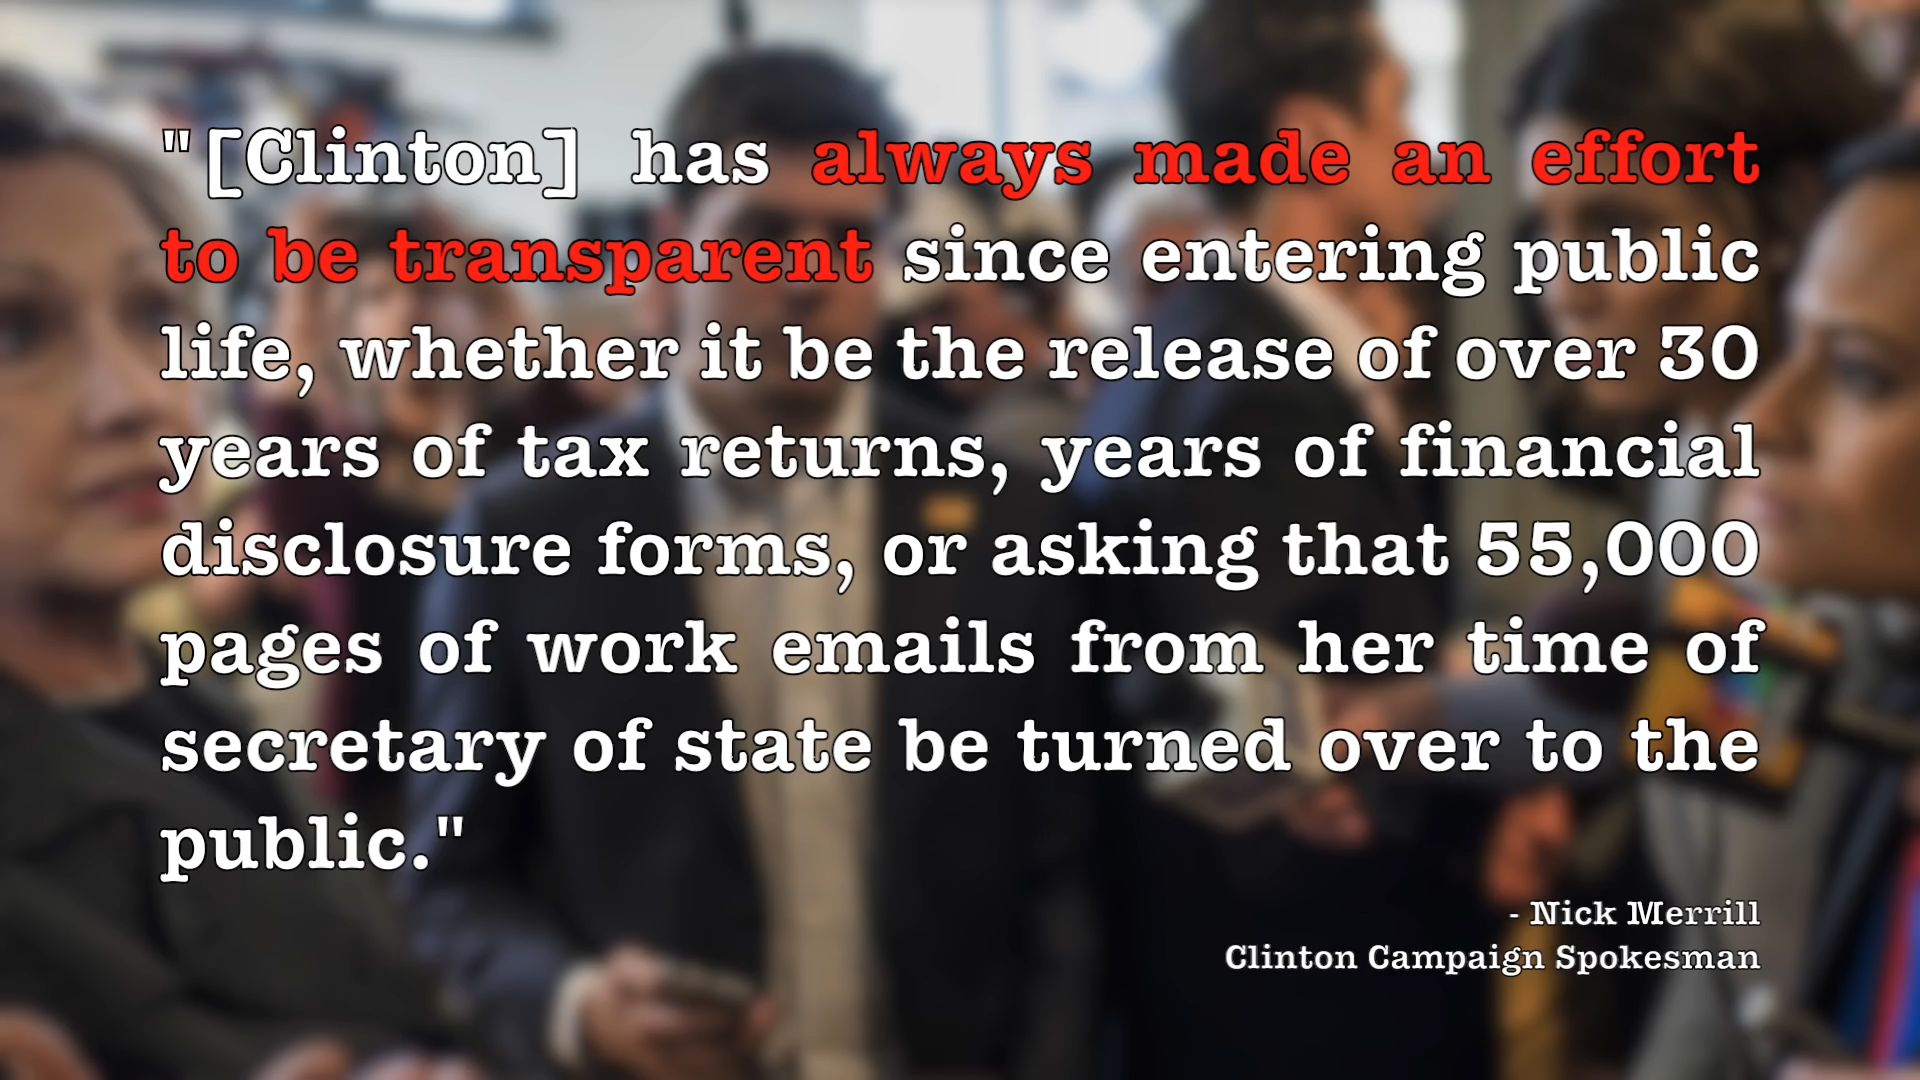 "[Clinton] has always made an effort
to be transparent since entering public
life, whether it be the release of over 30
years of tax returns, years of financial
disclosure forms, or asking that 55,000
pages of work emails from her time of
secretary of state be turned over to the
public."
- Nick Merrill
Clinton Campaign Spokesman